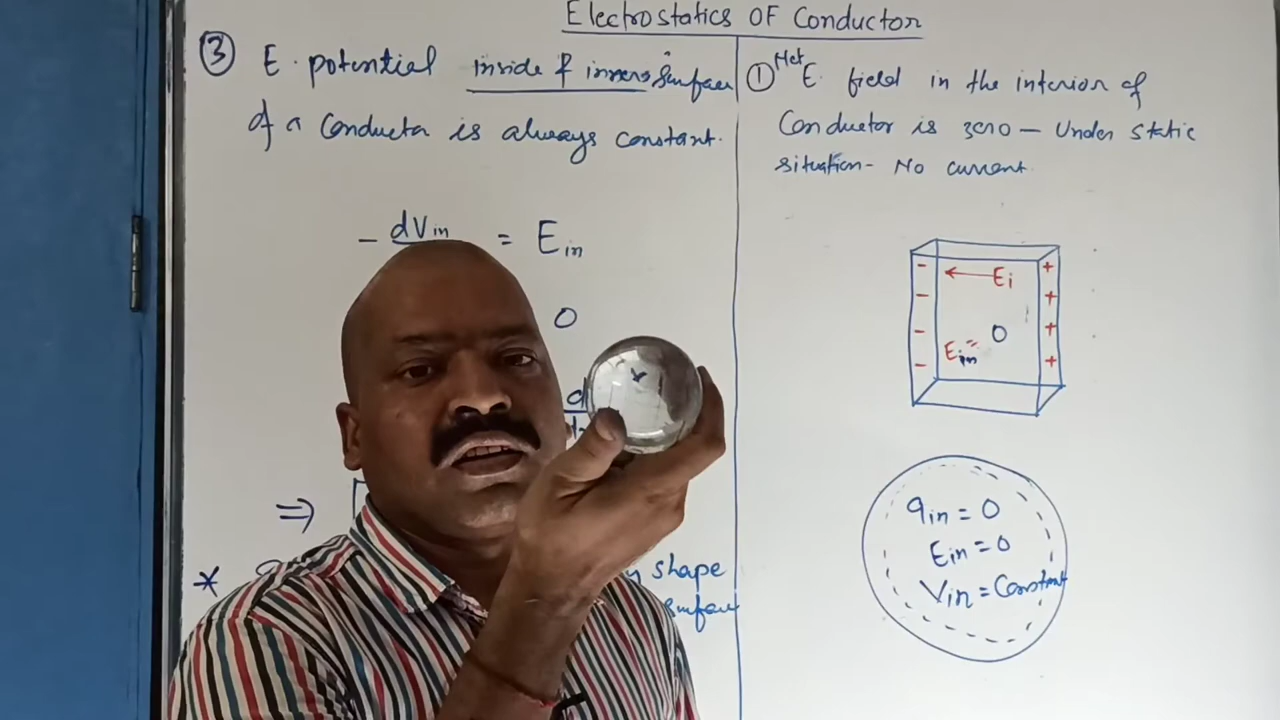 Electrostatics OF Conductor
③ E. potential inside & inner surface
of a Conductor is always constant.
- dVin = Ein
0
d
⇒
* shape
surface
① Net E. field in the interior of
Conductor is zero - Under static
situation - No current
- Ei +
-
+
- 0 +
Ein =
- +
qin = 0
Ein = 0
Vin = Constant